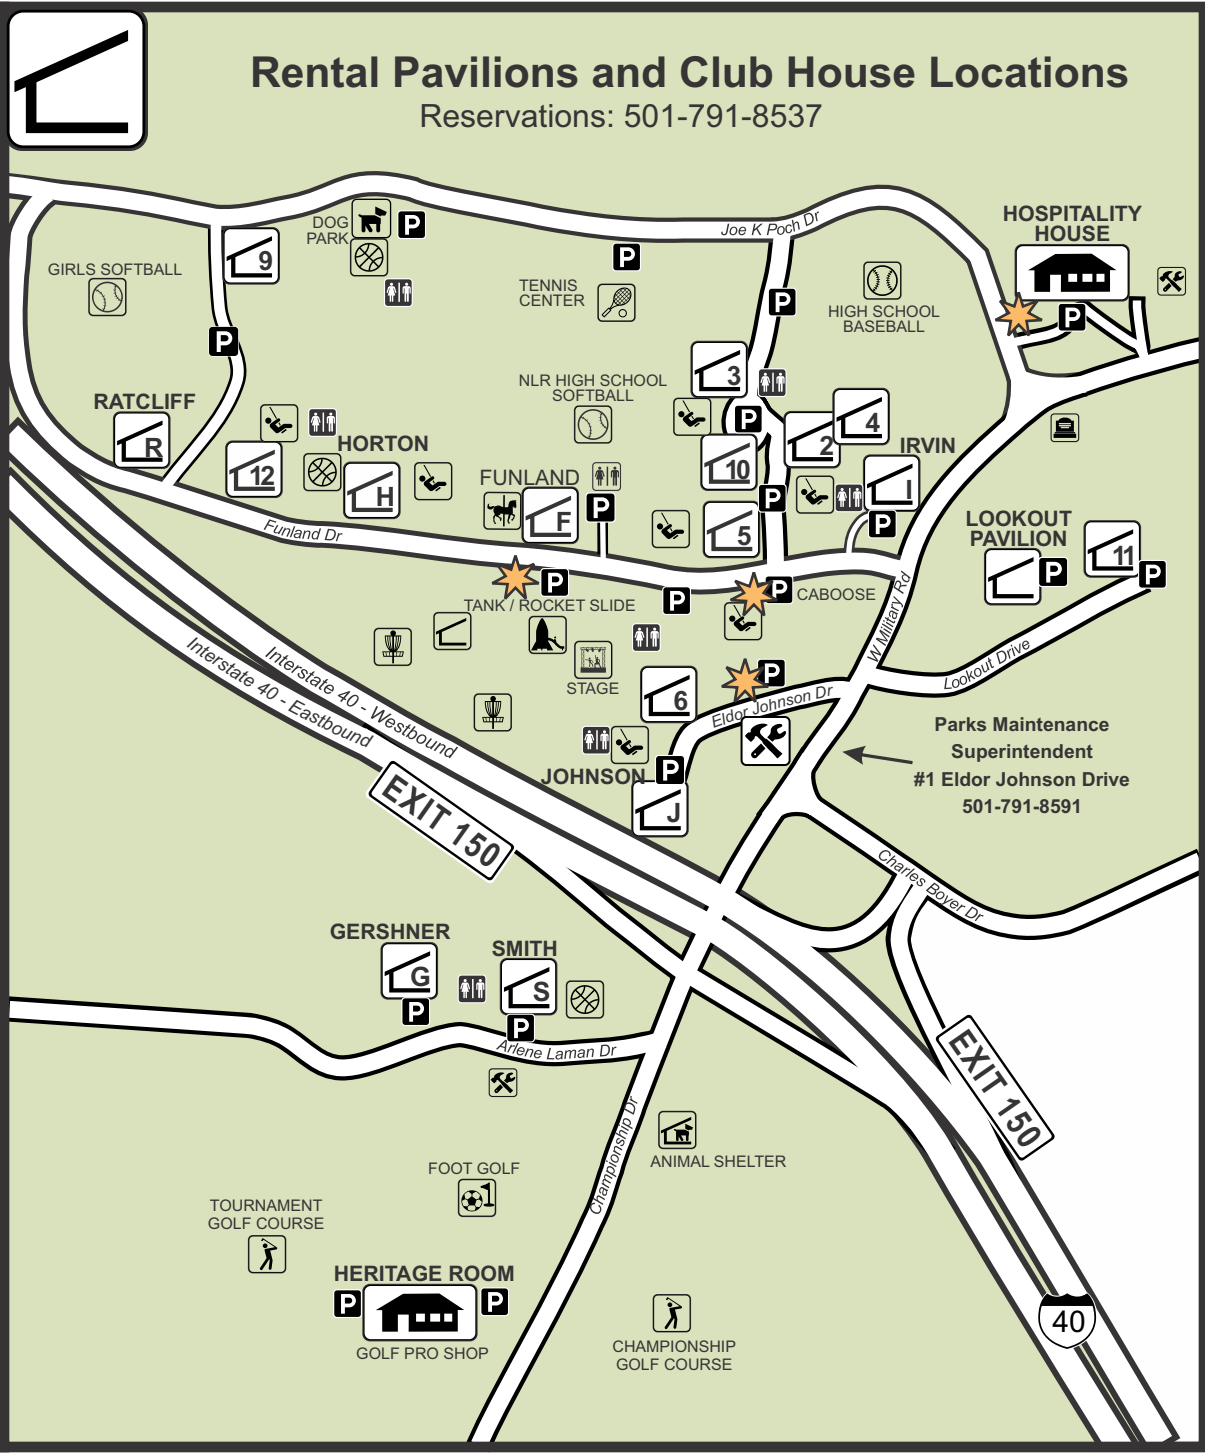 Rental Pavilions and Club House Locations
Reservations: 501-791-8537
Joe K Poch Dr
HOSPITALITY
HOUSE
DOG
PARK
P
9
GIRLS SOFTBALL
P
TENNIS
CENTER
P
HIGH SCHOOL
BASEBALL
P
P
RATCLIFF
R
12
HORTON
H
NLR HIGH SCHOOL
SOFTBALL
3
P
4
2
10
IRVIN
I
P
P
FUNLAND
F
P
5
Funland Dr
LOOKOUT
PAVILION
P
11
P
P
TANK / ROCKET SLIDE
P
P
CABOOSE
W Military Rd
STAGE
6
P
Eldor Johnson Dr
Lookout Drive
Interstate 40 - Westbound
Interstate 40 - Eastbound
Parks Maintenance
Superintendent
#1 Eldor Johnson Drive
501-791-8591
JOHNSON
P
J
EXIT 150
Charles Boyer Dr
GERSHNER
G
P
SMITH
S
P
Arlene Laman Dr
EXIT 150
Championship Dr
ANIMAL SHELTER
FOOT GOLF
TOURNAMENT
GOLF COURSE
HERITAGE ROOM
P
P
GOLF PRO SHOP
CHAMPIONSHIP
GOLF COURSE
40